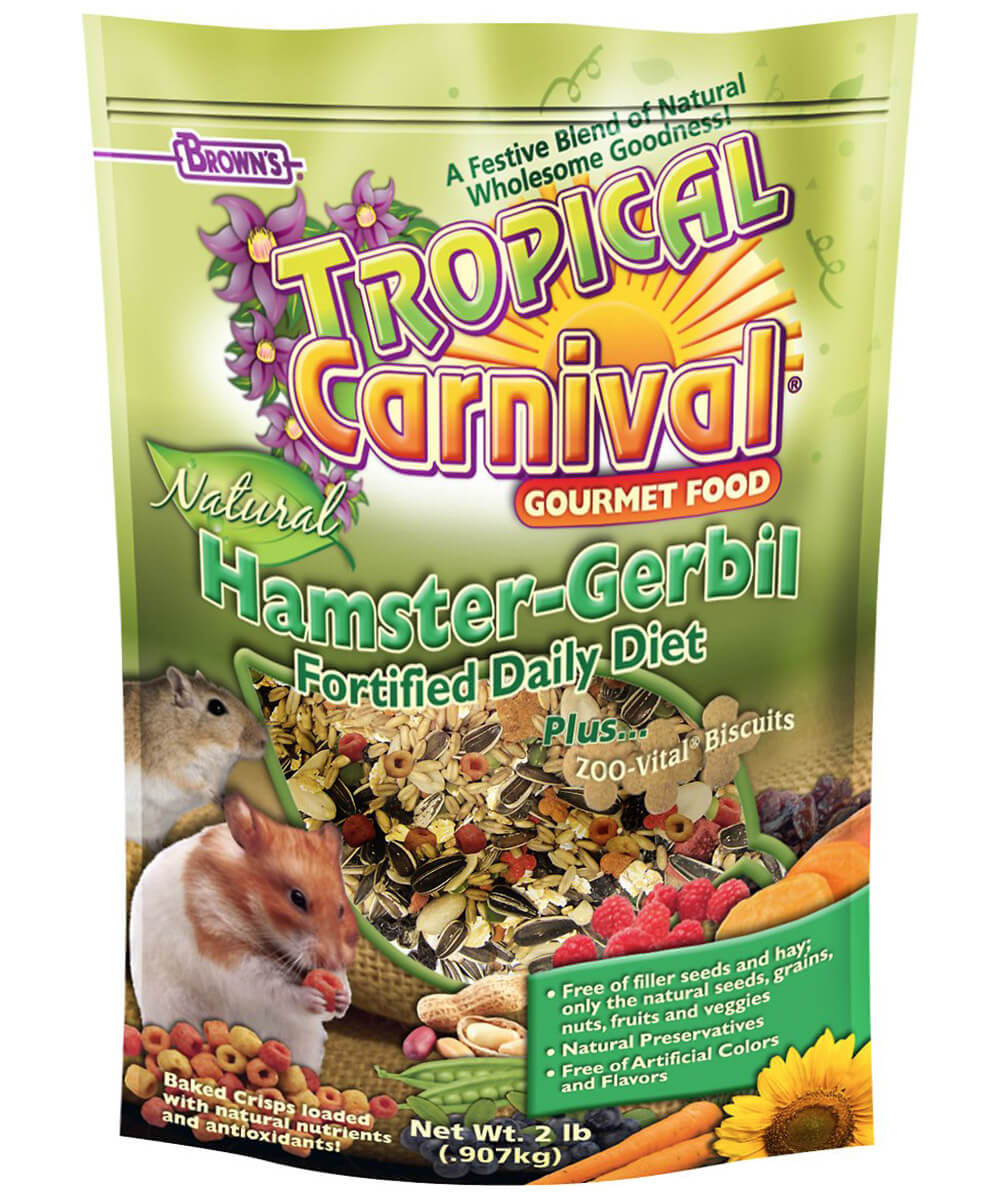 BROWN'S®
A Festive Blend of Natural
Wholesome Goodness!
TROPICAL
Carnival®
GOURMET FOOD
Natural
Hamster-Gerbil
Fortified Daily Diet
Plus...
ZOO-Vital® Biscuits
• Free of filler seeds and hay;
only the natural seeds, grains,
nuts, fruits and veggies
• Natural Preservatives
• Free of Artificial Colors
and Flavors
Baked Crisps loaded
with natural nutrients
and antioxidants!
Net Wt. 2 lb
(.907kg)